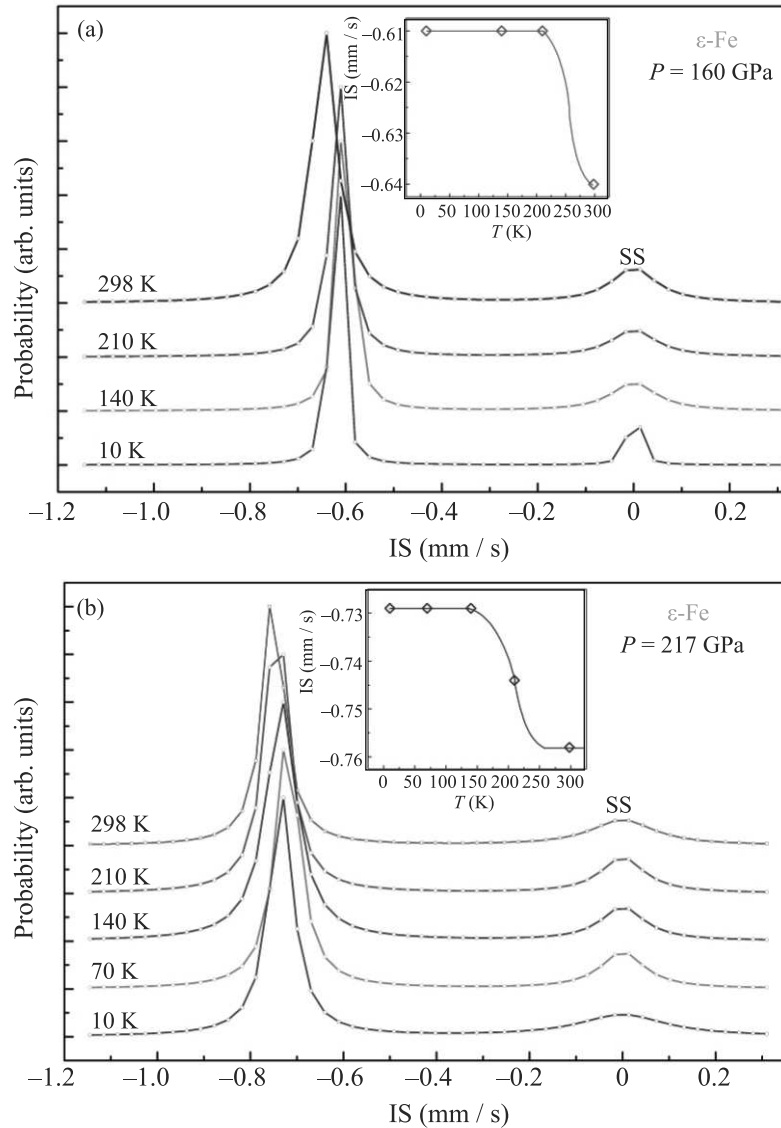 (a)
ε-Fe
P = 160 GPa
IS (mm / s)
−0.61
−0.62
−0.63
−0.64
0 50 100 150 200 250 300
T (K)
SS
298 K
210 K
140 K
10 K
Probability (arb. units)
−1.2 −1.0 −0.8 −0.6 −0.4 −0.2 0 0.2
IS (mm / s)
(b)
ε-Fe
P = 217 GPa
IS (mm / s)
−0.73
−0.74
−0.75
−0.76
0 50 100 150 200 250 300
T (K)
SS
298 K
210 K
140 K
70 K
10 K
Probability (arb. units)
−1.2 −1.0 −0.8 −0.6 −0.4 −0.2 0 0.2
IS (mm / s)